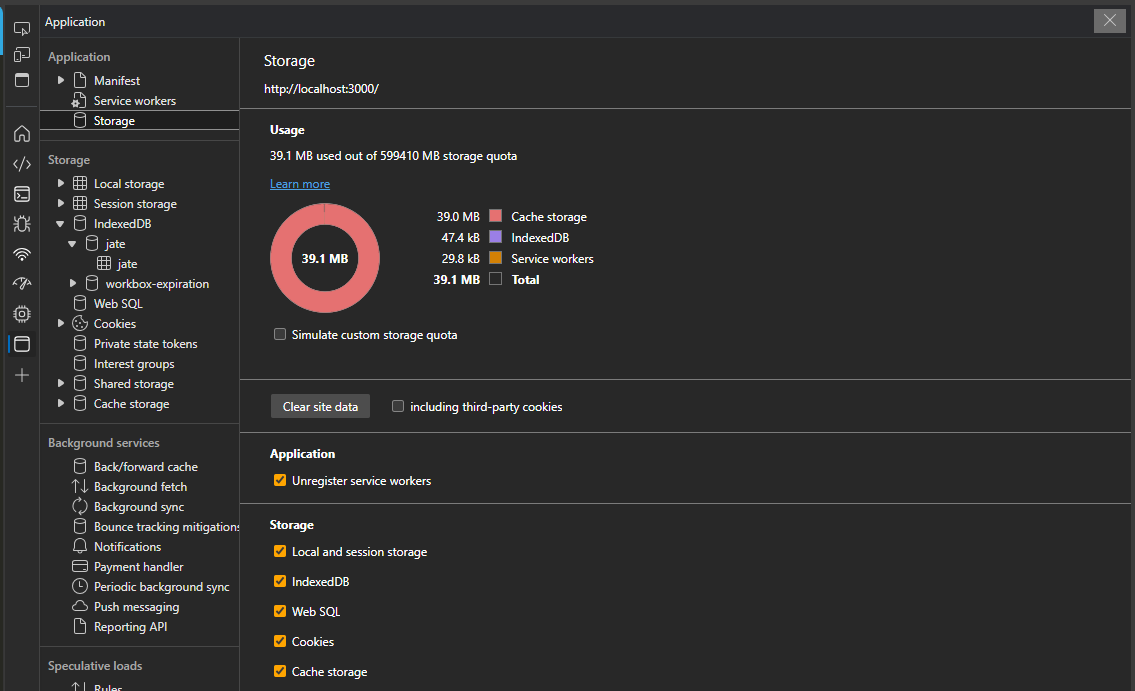 Application
Application
Manifest
Service workers
Storage
Storage
Local storage
Session storage
IndexedDB
jate
jate
workbox-expiration
Web SQL
Cookies
Private state tokens
Interest groups
Shared storage
Cache storage
Background services
Back/forward cache
Background fetch
Background sync
Bounce tracking mitigations
Notifications
Payment handler
Periodic background sync
Push messaging
Reporting API
Speculative loads
Rules
Storage
http://localhost:3000/
Usage
39.1 MB used out of 599410 MB storage quota
Learn more
39.1 MB
39.0 MB Cache storage
47.4 kB IndexedDB
29.8 kB Service workers
39.1 MB Total
Simulate custom storage quota
Clear site data including third-party cookies
Application
Unregister service workers
Storage
Local and session storage
IndexedDB
Web SQL
Cookies
Cache storage